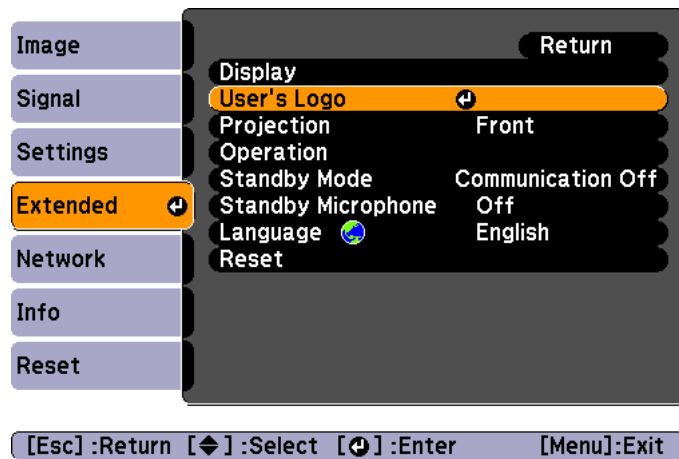 Image
Signal
Settings
Extended
Network
Info
Reset
Return
Display
User's Logo
Projection Front
Operation
Standby Mode Communication Off
Standby Microphone Off
Language English
Reset
[Esc] :Return [◆] :Select [⏎] :Enter [Menu]:Exit